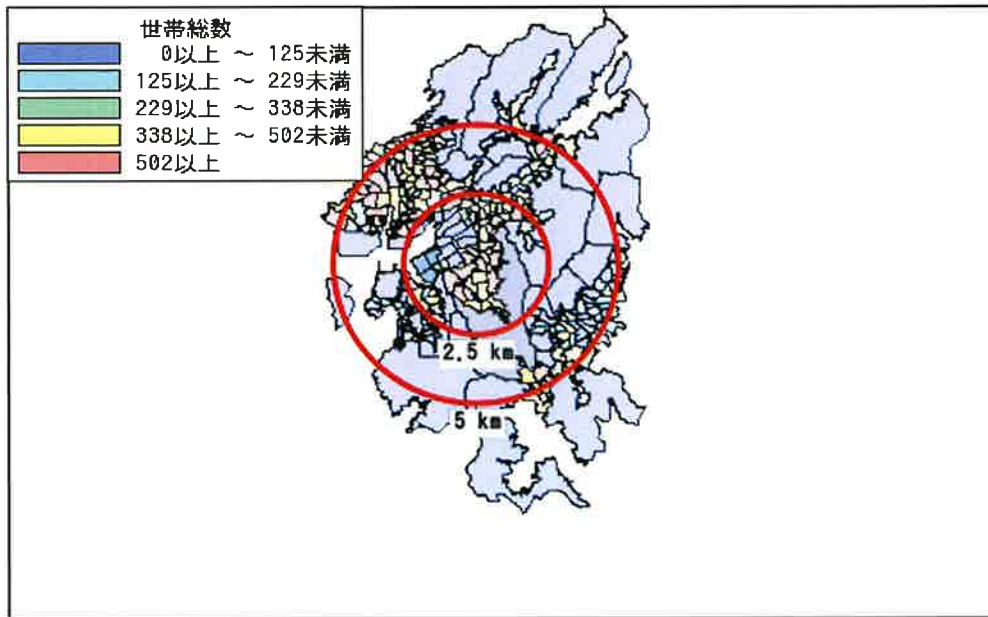 世帯総数
0以上 ～ 125未満
125以上 ～ 229未満
229以上 ～ 338未満
338以上 ～ 502未満
502以上
2.5 km
5 km